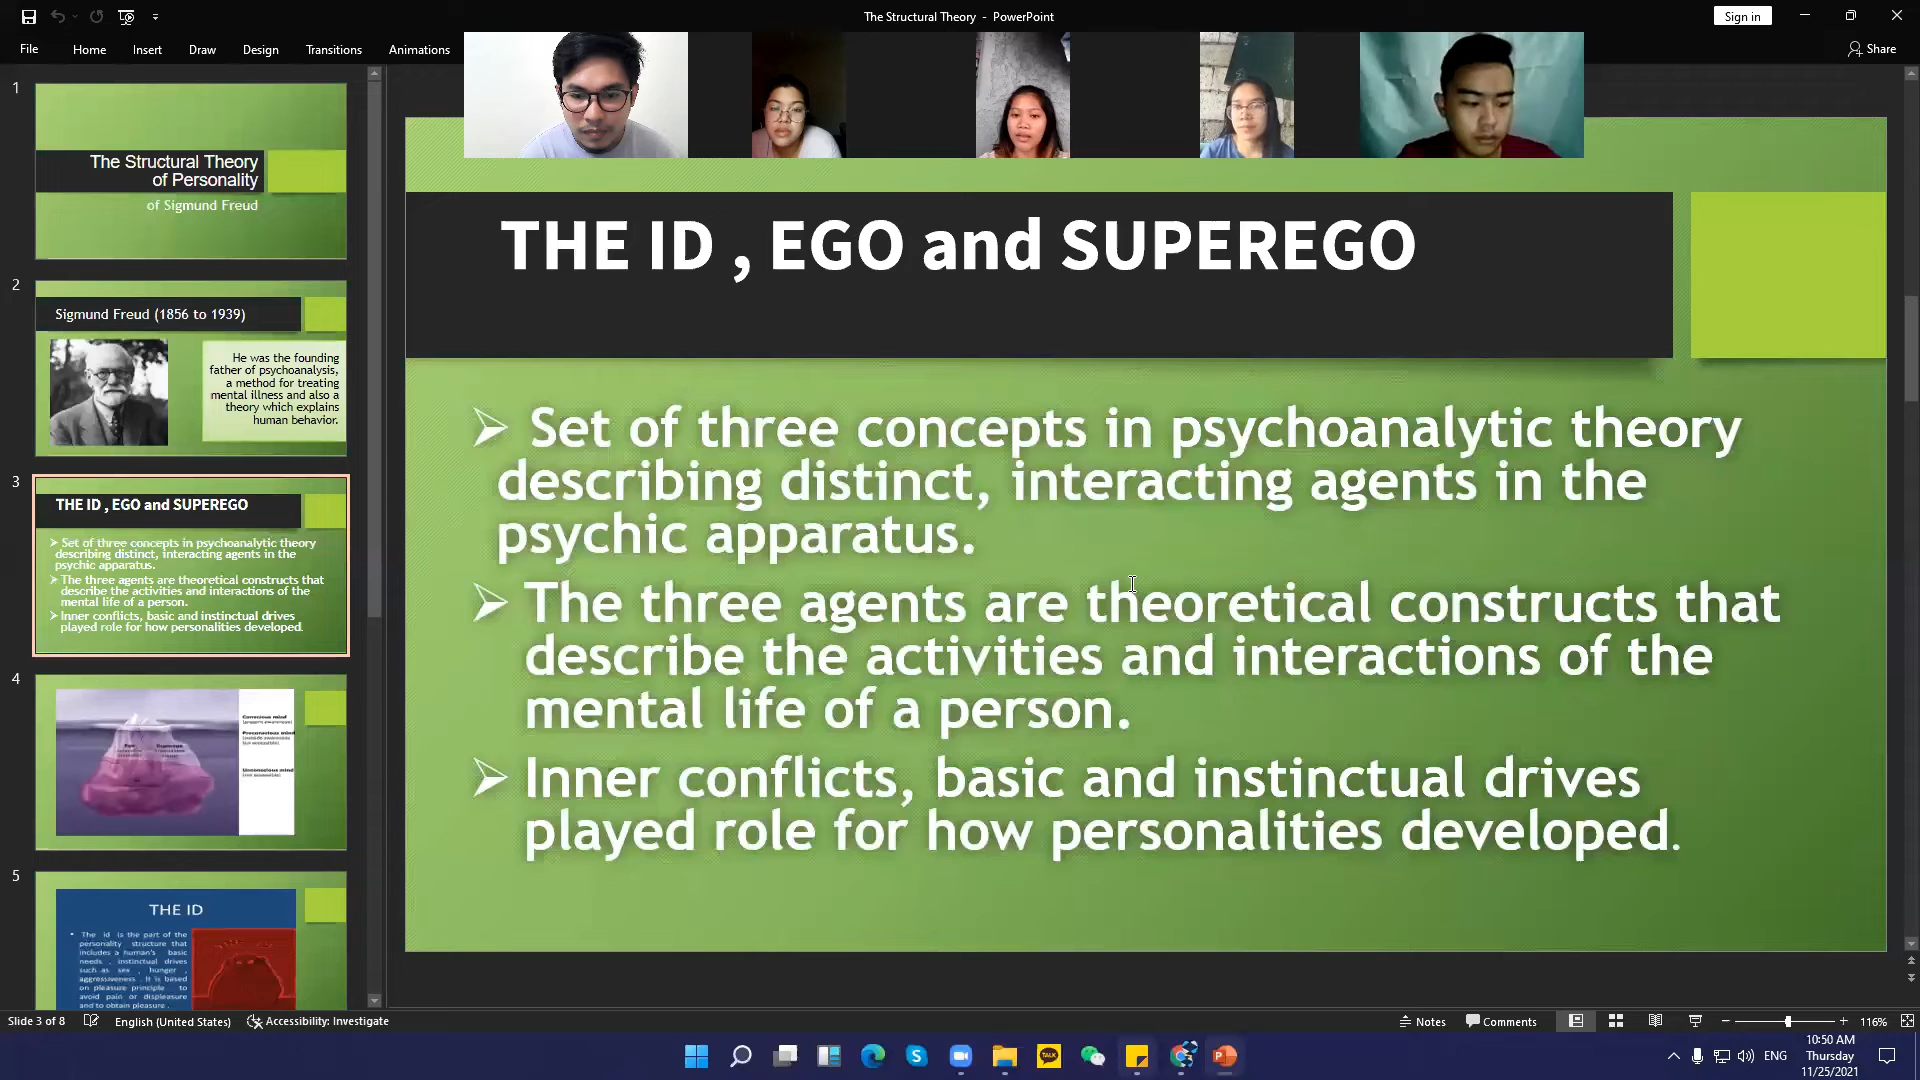 The Structural Theory - PowerPoint
Sign in
File Home Insert Draw Design Transitions Animations
Share
1
The Structural Theory
of Personality
of Sigmund Freud
2
Sigmund Freud (1856 to 1939)
He was the founding
father of psychoanalysis,
a method for treating
mental illness and also a
theory which explains
human behavior.
3
THE ID , EGO and SUPEREGO
➢ Set of three concepts in psychoanalytic theory
describing distinct, interacting agents in the
psychic apparatus.
➢ The three agents are theoretical constructs that
describe the activities and interactions of the
mental life of a person.
➢ Inner conflicts, basic and instinctual drives
played role for how personalities developed.
4
Conscious mind
Preconscious mind
Unconscious mind
5
THE ID
• The id is the part of the
personality structure that
includes a human's basic
needs , instinctual drives
such as sex , hunger ,
aggressiveness . It is based
on pleasure principle to
avoid pain or displeasure
and to obtain pleasure .
THE ID , EGO and SUPEREGO
➢ Set of three concepts in psychoanalytic theory
describing distinct, interacting agents in the
psychic apparatus.
➢ The three agents are theoretical constructs that
describe the activities and interactions of the
mental life of a person.
➢ Inner conflicts, basic and instinctual drives
played role for how personalities developed.
Slide 3 of 8 English (United States) Accessibility: Investigate
Notes Comments 116%
TALK
ENG
10:50 AM
Thursday
11/25/2021